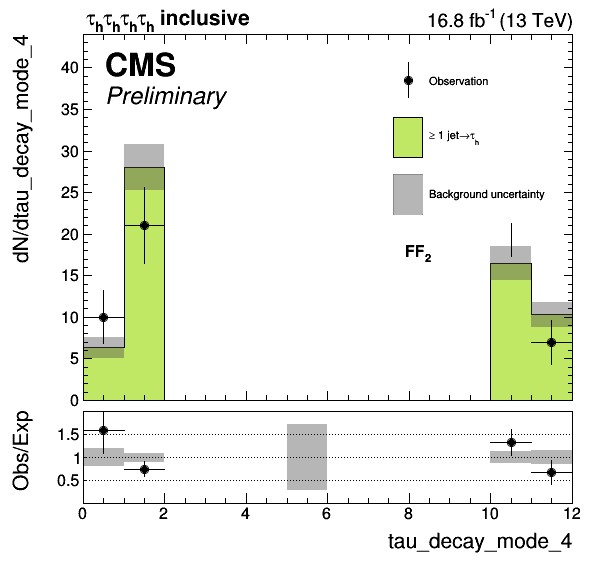 τhτhτhτh inclusive
16.8 fb⁻¹ (13 TeV)
CMS
Preliminary
Observation
≥ 1 jet→τh
Background uncertainty
FF₂
dN/dtau_decay_mode_4
40
35
30
25
20
15
10
5
0
Obs/Exp
1.5
1
0.5
0 2 4 6 8 10 12
tau_decay_mode_4